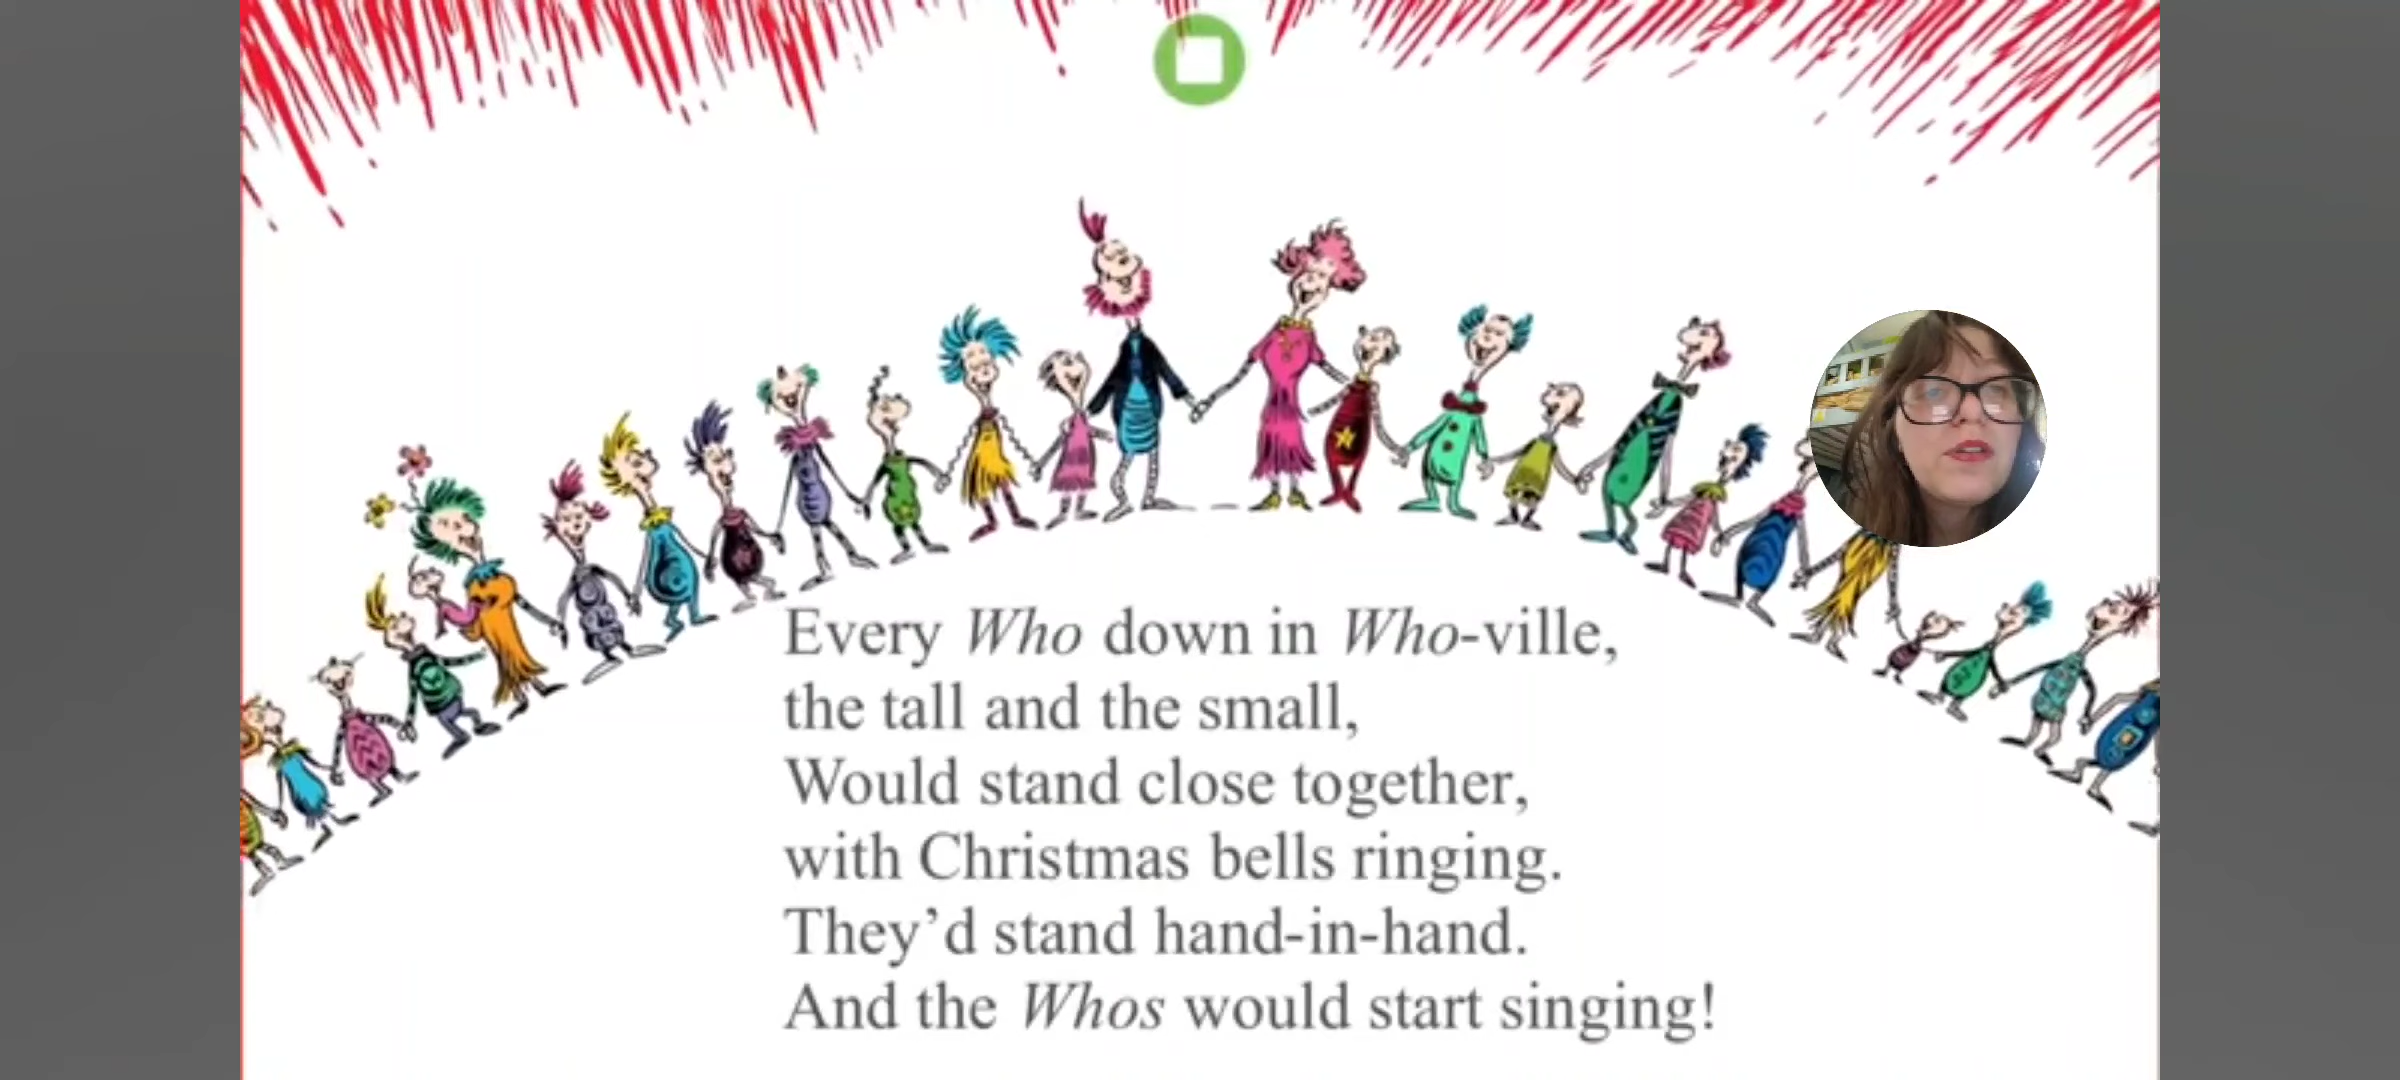 Every Who down in Who-ville,
the tall and the small,
Would stand close together,
with Christmas bells ringing.
They’d stand hand-in-hand.
And the Whos would start singing!